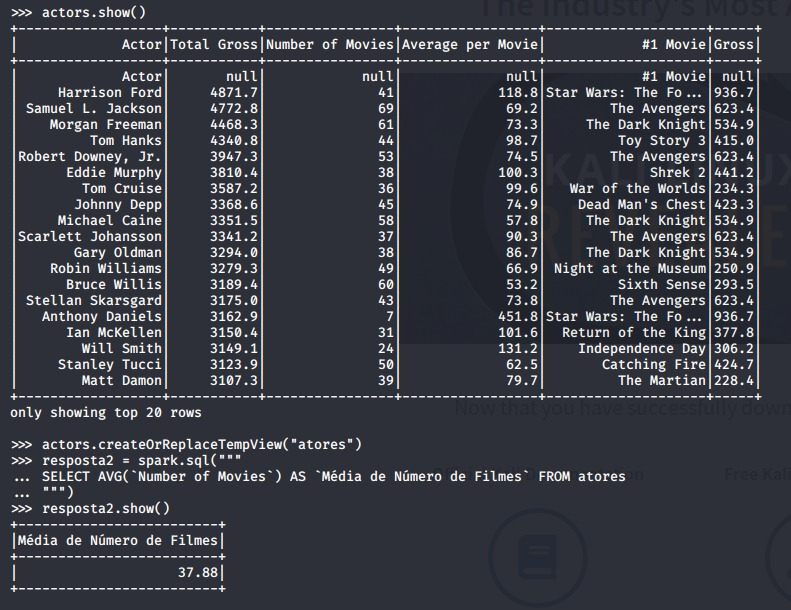 >>> actors.show()
+-----------------+-----------+----------------+-----------------+--------------------+-----+
|            Actor|Total Gross|Number of Movies|Average per Movie|            #1 Movie|Gross|
+-----------------+-----------+----------------+-----------------+--------------------+-----+
|            Actor|       null|            null|             null|            #1 Movie| null|
|    Harrison Ford|     4871.7|              41|            118.8|Star Wars: The Fo...|936.7|
|Samuel L. Jackson|     4772.8|              69|             69.2|        The Avengers|623.4|
|   Morgan Freeman|     4468.3|              61|             73.3|     The Dark Knight|534.9|
|        Tom Hanks|     4340.8|              44|             98.7|         Toy Story 3|415.0|
|Robert Downey, Jr.|     3947.3|              53|             74.5|        The Avengers|623.4|
|     Eddie Murphy|     3810.4|              38|            100.3|             Shrek 2|441.2|
|       Tom Cruise|     3587.2|              36|             99.6|   War of the Worlds|234.3|
|      Johnny Depp|     3368.6|              45|             74.9|    Dead Man's Chest|423.3|
|    Michael Caine|     3351.5|              58|             57.8|     The Dark Knight|534.9|
|Scarlett Johansson|     3341.2|              37|             90.3|        The Avengers|623.4|
|      Gary Oldman|     3294.0|              38|             86.7|     The Dark Knight|534.9|
|   Robin Williams|     3279.3|              49|             66.9| Night at the Museum|250.9|
|     Bruce Willis|     3189.4|              60|             53.2|         Sixth Sense|293.5|
| Stellan Skarsgard|     3175.0|              43|             73.8|        The Avengers|623.4|
|  Anthony Daniels|     3162.9|               7|            451.8|Star Wars: The Fo...|936.7|
|     Ian McKellen|     3150.4|              31|            101.6|  Return of the King|377.8|
|       Will Smith|     3149.1|              24|            131.2|    Independence Day|306.2|
|    Stanley Tucci|     3123.9|              50|             62.5|       Catching Fire|424.7|
|       Matt Damon|     3107.3|              39|             79.7|         The Martian|228.4|
+-----------------+-----------+----------------+-----------------+--------------------+-----+
only showing top 20 rows
>>> actors.createOrReplaceTempView("atores")
>>> resposta2 = spark.sql("""
... SELECT AVG(`Number of Movies`) AS `Média de Número de Filmes` FROM atores
... """)
>>> resposta2.show()
+-------------------------+
|Média de Número de Filmes|
+-------------------------+
|                    37.88|
+-------------------------+
The Industry's Most
Now that you have successfully down
Free Kal